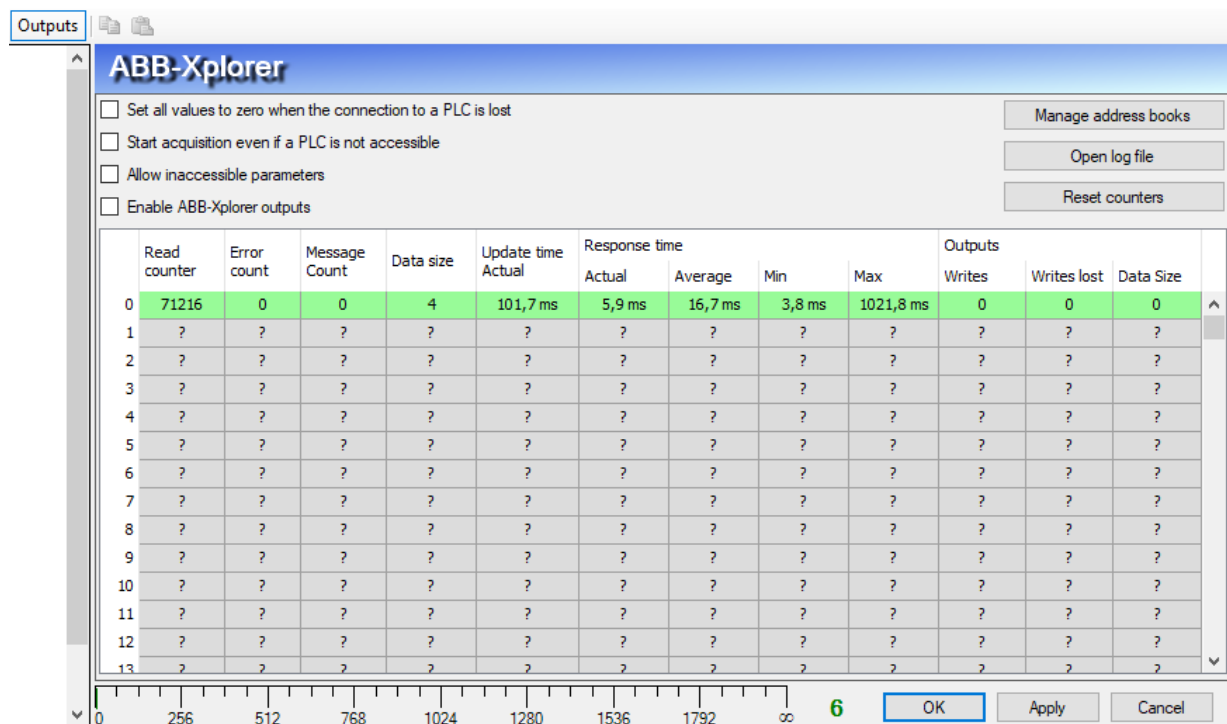 Outputs
ABB-Xplorer
Set all values to zero when the connection to a PLC is lost
Manage address books
Start acquisition even if a PLC is not accessible
Open log file
Allow inaccessible parameters
Reset counters
Enable ABB-Xplorer outputs
Read counter Error count Message Count Data size Update time Actual Response time Outputs
Actual Average Min Max Writes Writes lost Data Size
0 71216 0 0 4 101,7 ms 5,9 ms 16,7 ms 3,8 ms 1021,8 ms 0 0 0
1 ? ? ? ? ? ? ? ? ? ? ? ?
2 ? ? ? ? ? ? ? ? ? ? ? ?
3 ? ? ? ? ? ? ? ? ? ? ? ?
4 ? ? ? ? ? ? ? ? ? ? ? ?
5 ? ? ? ? ? ? ? ? ? ? ? ?
6 ? ? ? ? ? ? ? ? ? ? ? ?
7 ? ? ? ? ? ? ? ? ? ? ? ?
8 ? ? ? ? ? ? ? ? ? ? ? ?
9 ? ? ? ? ? ? ? ? ? ? ? ?
10 ? ? ? ? ? ? ? ? ? ? ? ?
11 ? ? ? ? ? ? ? ? ? ? ? ?
12 ? ? ? ? ? ? ? ? ? ? ? ?
13 ? ? ? ? ? ? ? ? ? ? ? ?
0 256 512 768 1024 1280 1536 1792 ∞ 6 OK Apply Cancel